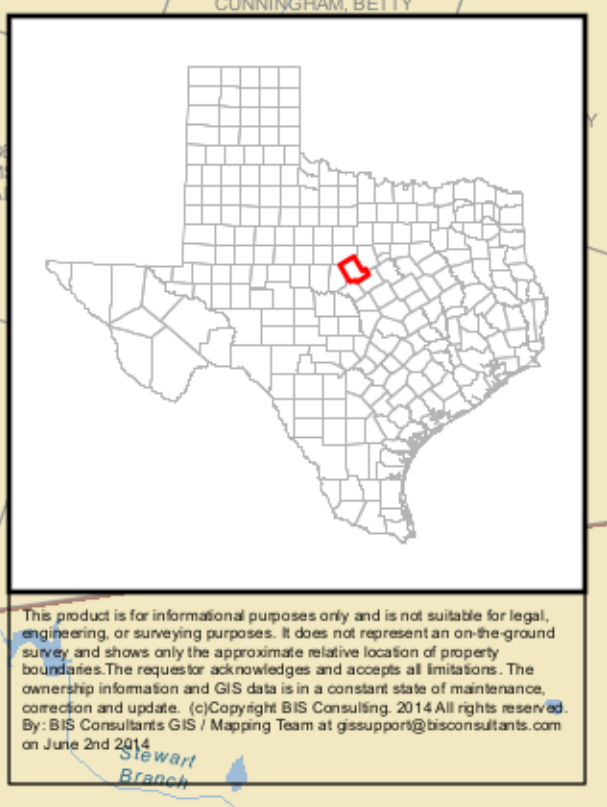 CUNNINGHAM, BETTY
Y
This product is for informational purposes only and is not suitable for legal,
engineering, or surveying purposes. It does not represent an on-the-ground
survey and shows only the approximate relative location of property
boundaries.The requestor acknowledges and accepts all limitations. The
ownership information and GIS data is in a constant state of maintenance,
correction and update. (c)Copyright BIS Consulting. 2014 All rights reserved.
By: BIS Consultants GIS / Mapping Team at gissupport@bisconsultants.com
on June 2nd 2014
Stewart
Branch